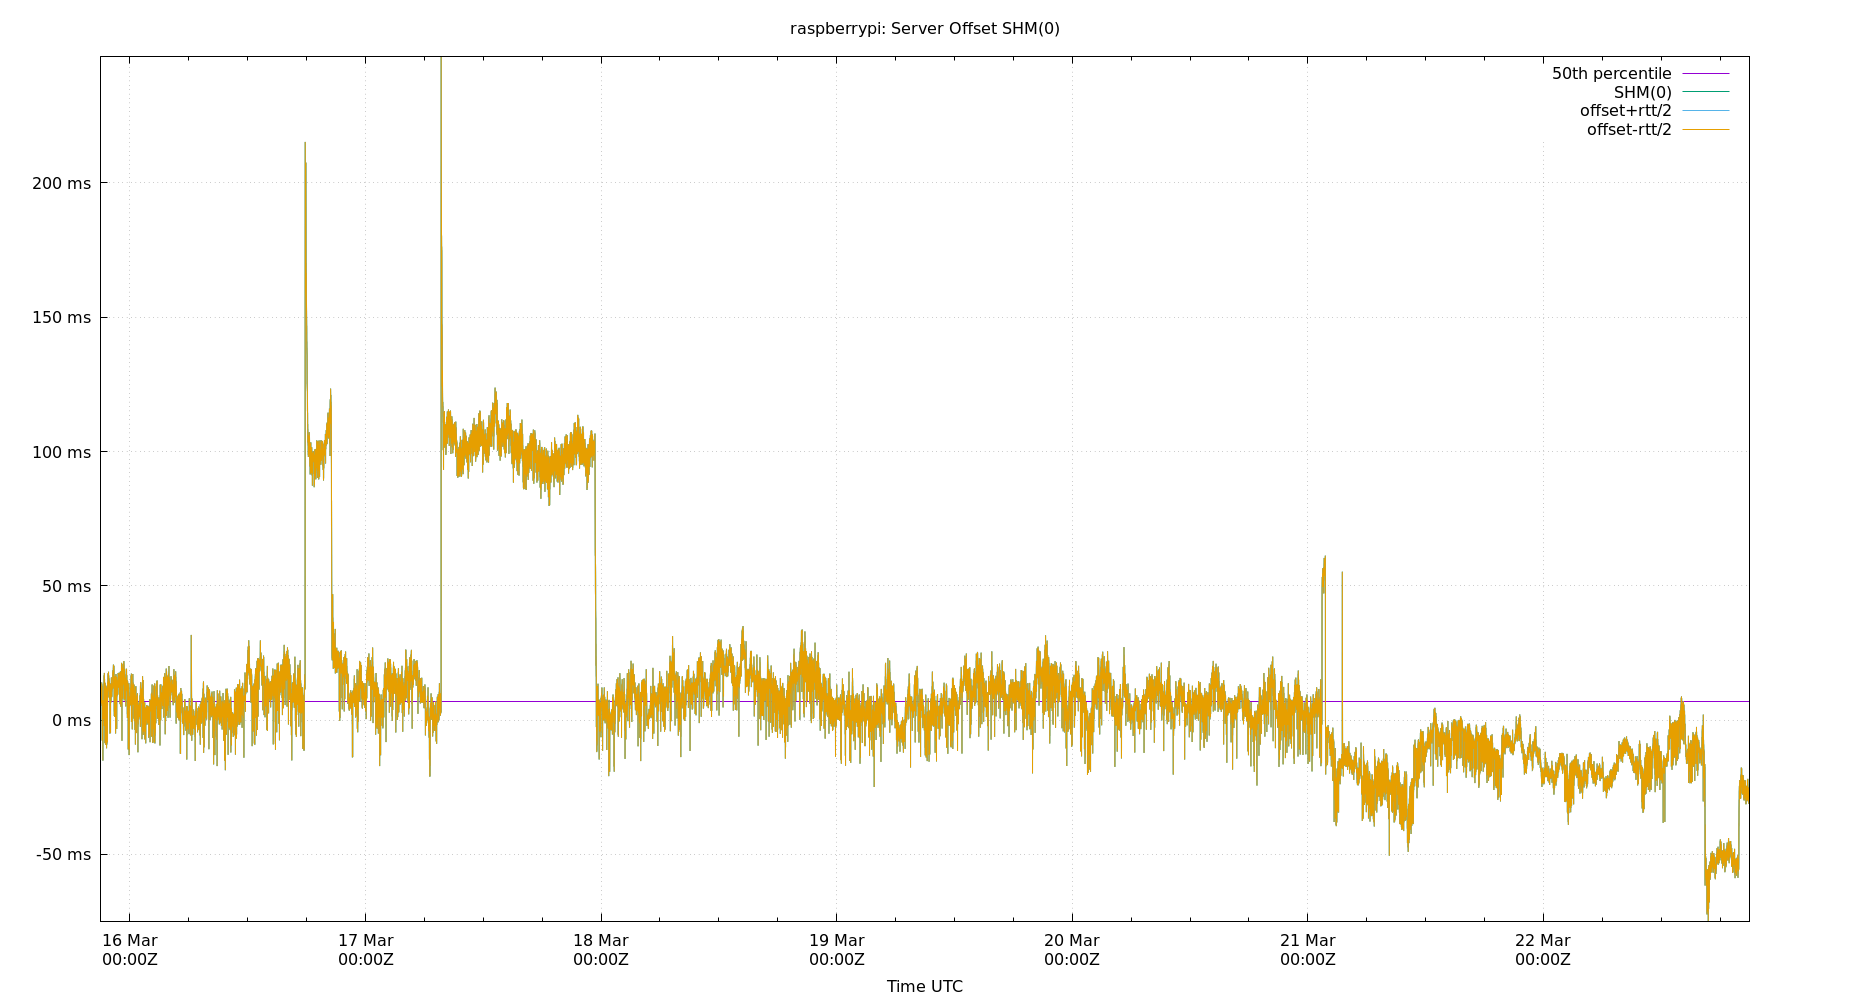 raspberrypi: Server Offset SHM(0)
50th percentile
SHM(0)
offset+rtt/2
offset-rtt/2
200 ms
150 ms
100 ms
50 ms
0 ms
-50 ms
16 Mar 17 Mar 18 Mar 19 Mar 20 Mar 21 Mar 22 Mar
00:00Z 00:00Z 00:00Z 00:00Z 00:00Z 00:00Z 00:00Z
Time UTC